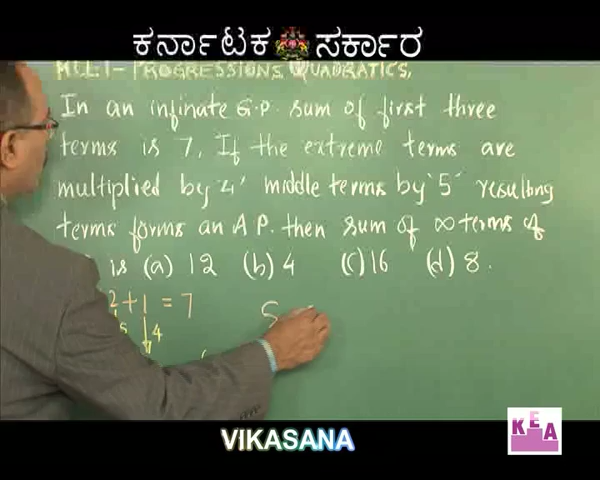 ಕರ್ನಾಟಕ ಸರ್ಕಾರ
PROGRESSIONS, QUADRATICS,
In an infinate G.P. sum of first three
terms is 7, If the extreme terms are
multiplied by '4' middle terms by '5' resulting
terms forms an A P. then sum of ∞ terms of
is (a) 12 (b) 4 (c) 16 (d) 8.
2+1 = 7
S
5 4
KEA
VIKASANA